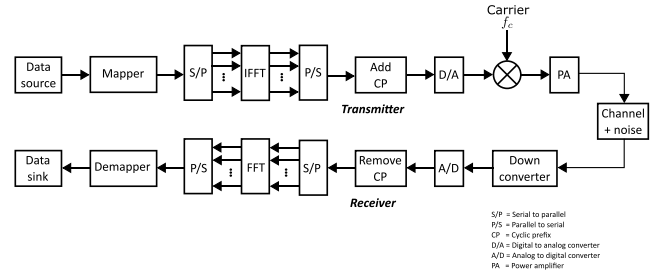 Carrier
f_c
Data
source
Mapper
S/P
IFFT
P/S
Add
CP
D/A
PA
Transmitter
Channel
+ noise
Data
sink
Demapper
P/S
FFT
S/P
Remove
CP
A/D
Down
converter
Receiver
S/P = Serial to parallel
P/S = Parallel to serial
CP = Cyclic prefix
D/A = Digital to analog converter
A/D = Analog to digital converter
PA = Power amplifier